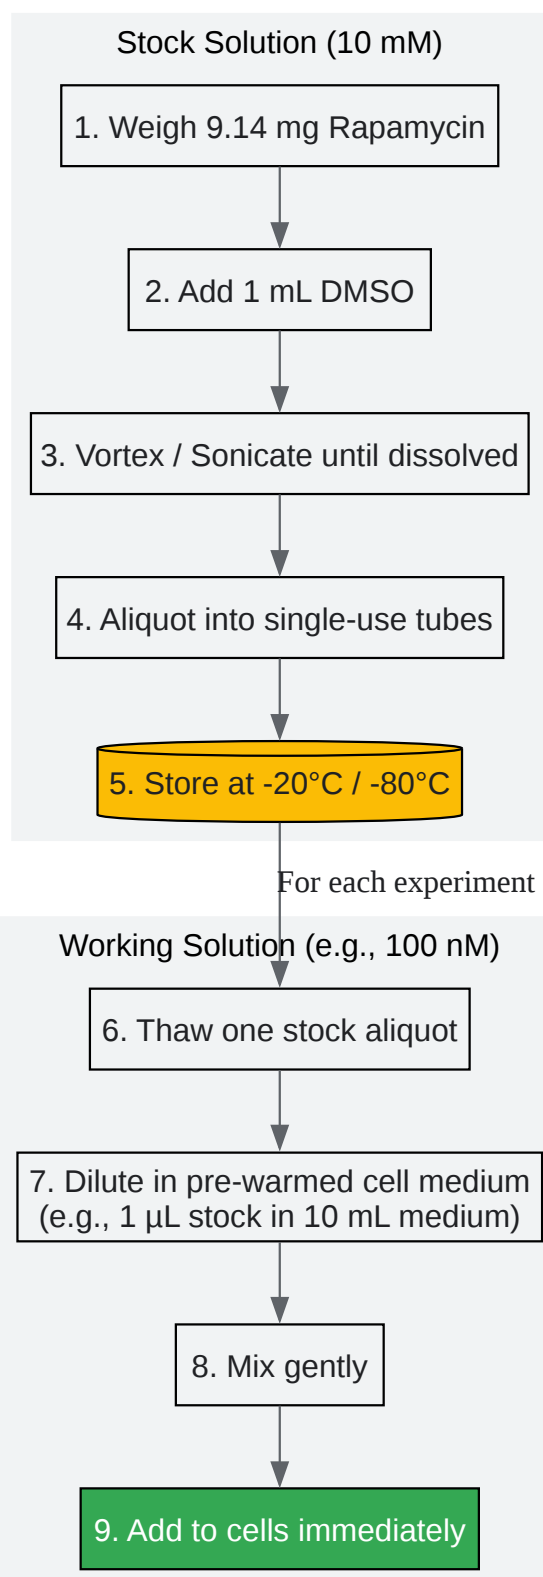 Stock Solution (10 mM)
1. Weigh 9.14 mg Rapamycin
2. Add 1 mL DMSO
3. Vortex / Sonicate until dissolved
4. Aliquot into single-use tubes
5. Store at -20°C / -80°C
For each experiment
Working Solution (e.g., 100 nM)
6. Thaw one stock aliquot
7. Dilute in pre-warmed cell medium
(e.g., 1 µL stock in 10 mL medium)
8. Mix gently
9. Add to cells immediately